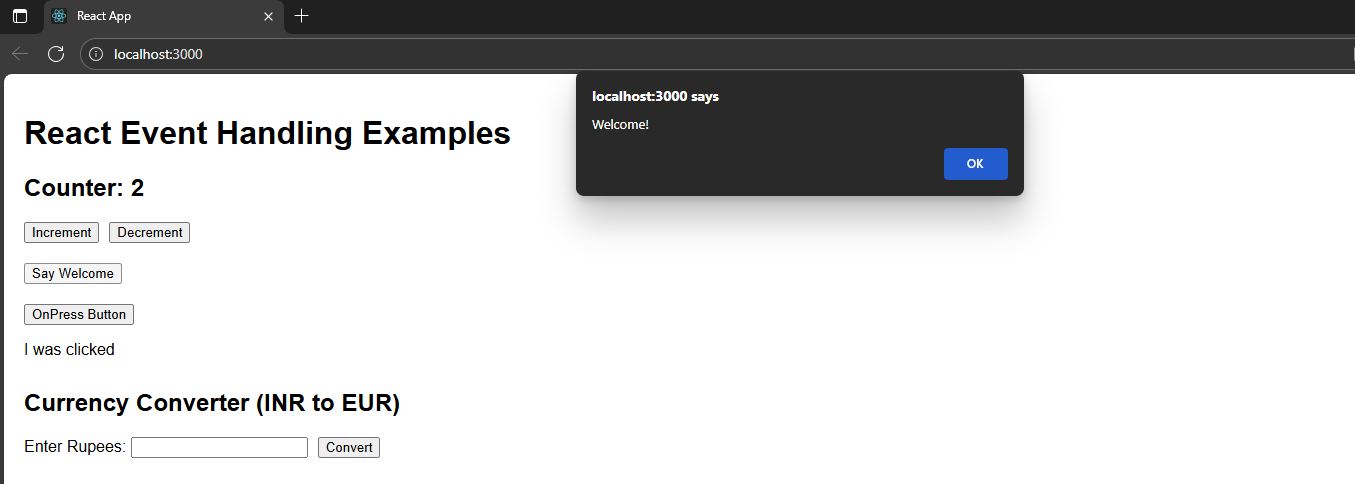 React App
localhost:3000
localhost:3000 says
Welcome!
OK
React Event Handling Examples
Counter: 2
Increment Decrement
Say Welcome
OnPress Button
I was clicked
Currency Converter (INR to EUR)
Enter Rupees: Convert